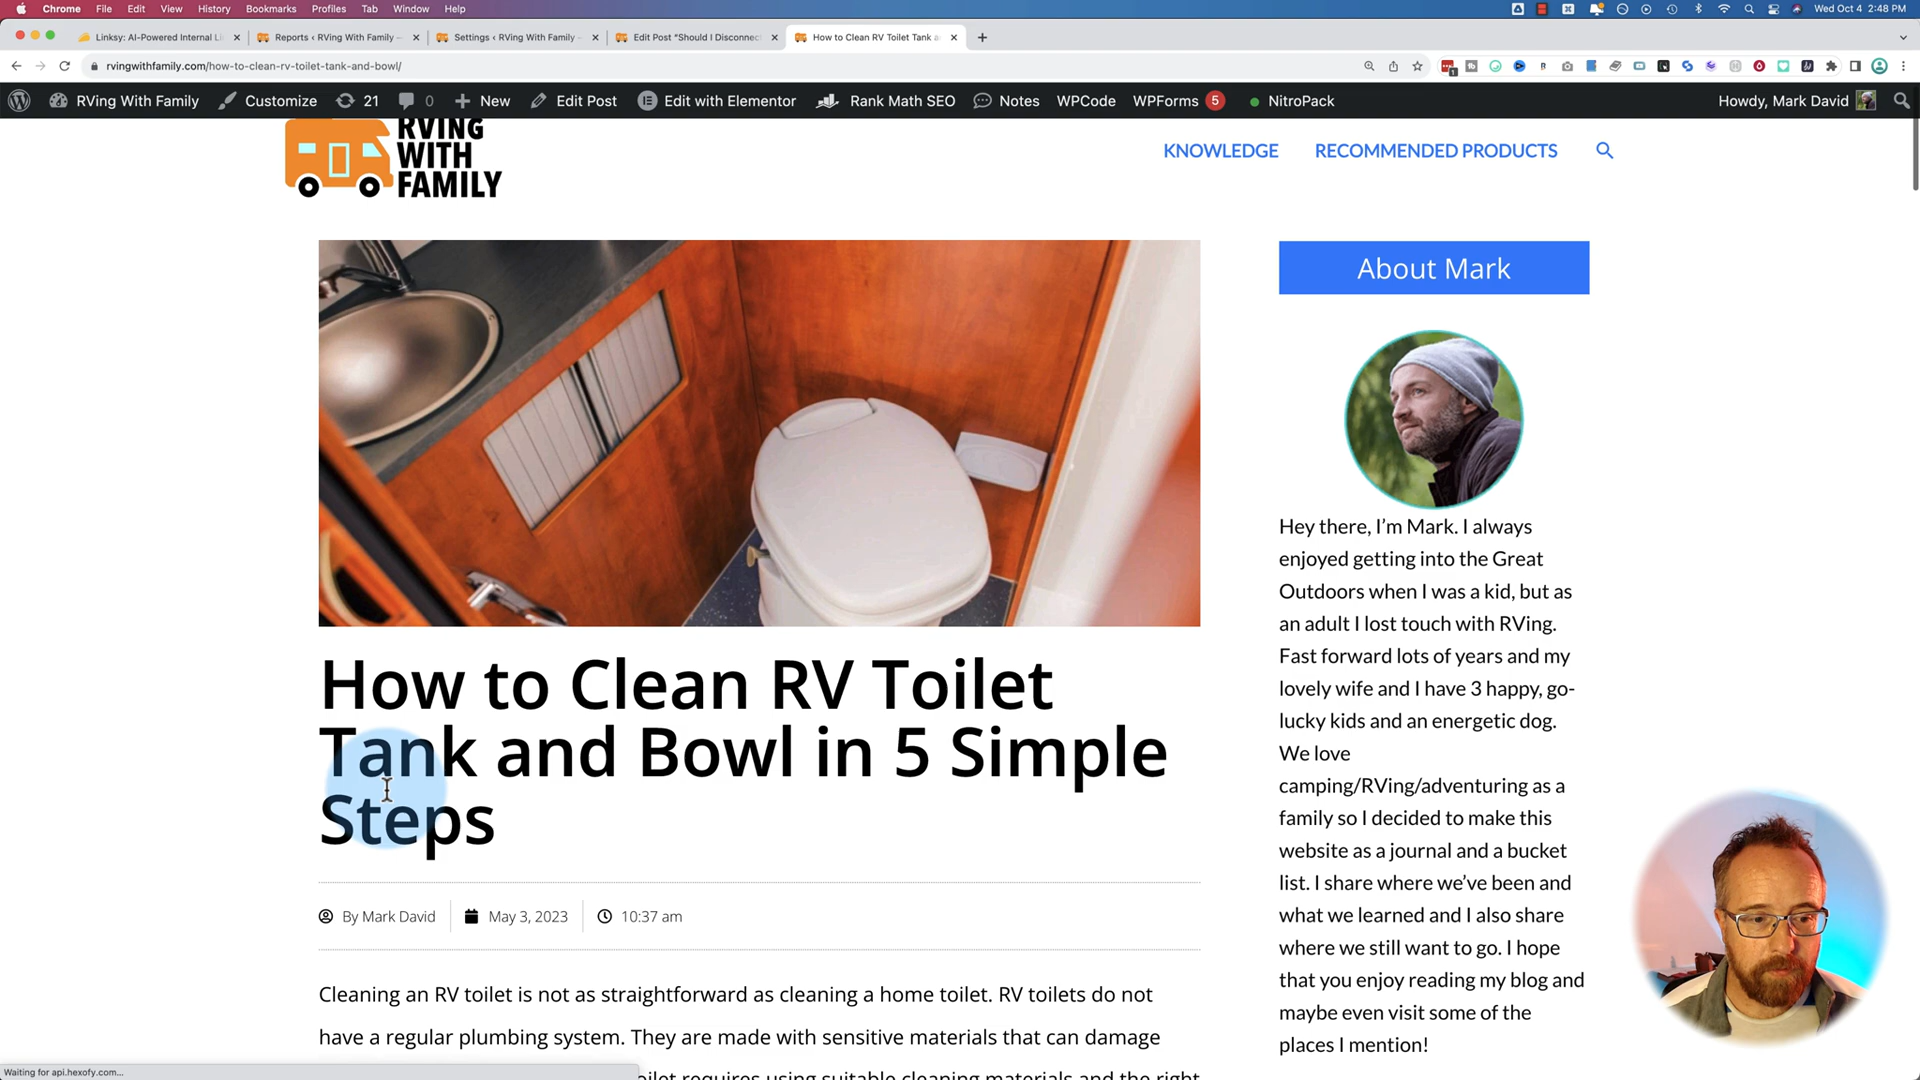 Chrome File Edit View History Bookmarks Profiles Tab Window Help Wed Oct 4 2:48 PM
Linksy: AI-Powered Internal Li Reports ‹ RVing With Family — Settings ‹ RVing With Family — Edit Post "Should I Disconnect How to Clean RV Toilet Tank a
rvingwithfamily.com/how-to-clean-rv-toilet-tank-and-bowl/
RVing With Family Customize 21 0 New Edit Post Edit with Elementor Rank Math SEO Notes WPCode WPForms 5 NitroPack Howdy, Mark David
RVING
WITH
FAMILY
KNOWLEDGE RECOMMENDED PRODUCTS
How to Clean RV Toilet
Tank and Bowl in 5 Simple
Steps
By Mark David May 3, 2023 10:37 am
Cleaning an RV toilet is not as straightforward as cleaning a home toilet. RV toilets do not
have a regular plumbing system. They are made with sensitive materials that can damage
oilet requires using suitable cleaning materials and the right
About Mark
Hey there, I'm Mark. I always
enjoyed getting into the Great
Outdoors when I was a kid, but as
an adult I lost touch with RVing.
Fast forward lots of years and my
lovely wife and I have 3 happy, go-
lucky kids and an energetic dog.
We love
camping/RVing/adventuring as a
family so I decided to make this
website as a journal and a bucket
list. I share where we've been and
what we learned and I also share
where we still want to go. I hope
that you enjoy reading my blog and
maybe even visit some of the
places I mention!
Waiting for api.hexofy.com...